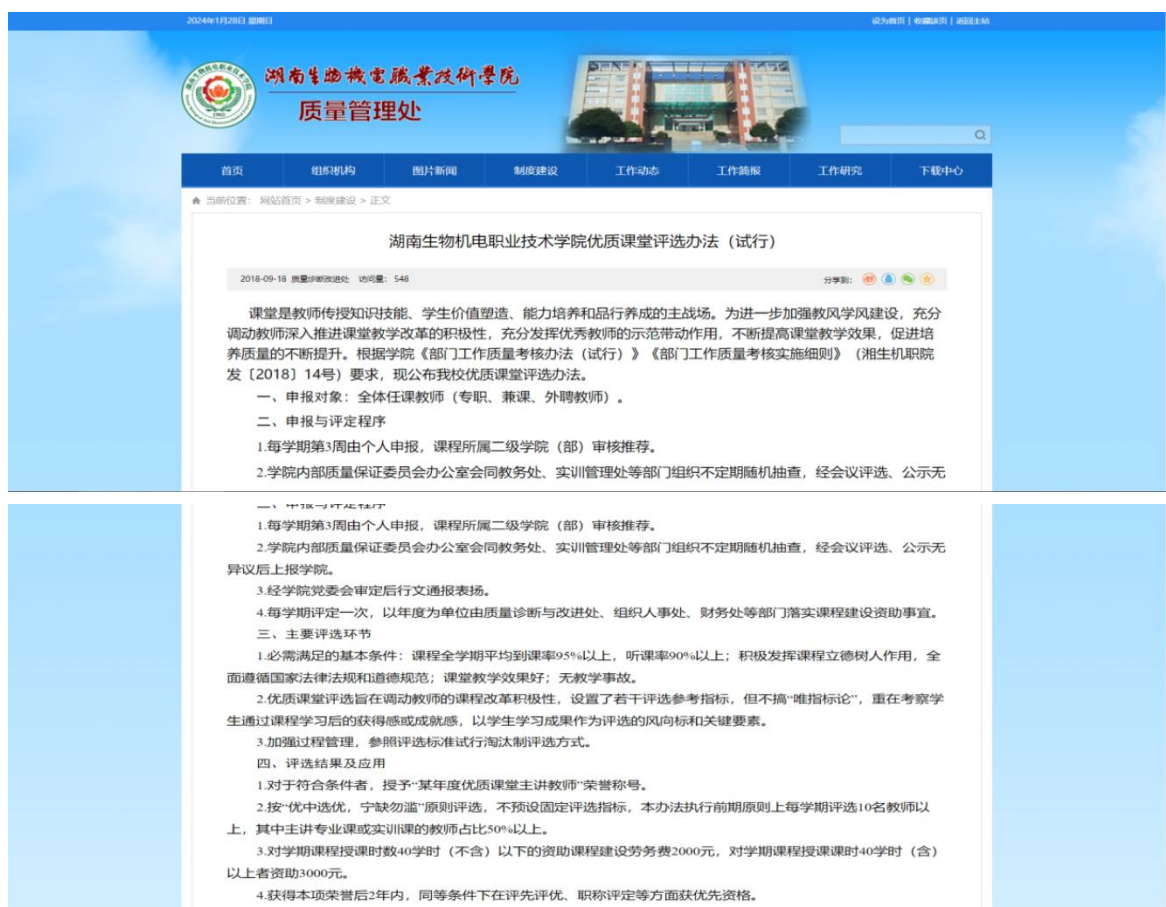 2024年1月28日 星期日
设为首页 | 收藏该页 | 返回主站
湖南生物機電職業技術學院
质量管理处
首页 组织机构 图片新闻 制度建设 工作动态 工作简报 工作研究 下载中心
当前位置: 网站首页 > 制度建设 > 正文
湖南生物机电职业技术学院优质课堂评选办法（试行）
2018-09-18 质量诊断改进处 访问量: 548
分享到:
课堂是教师传授知识技能、学生价值塑造、能力培养和品行养成的主战场。为进一步加强教风学风建设，充分
调动教师深入推进课堂教学改革的积极性，充分发挥优秀教师的示范带动作用，不断提高课堂教学效果，促进培
养质量的不断提升。根据学院《部门工作质量考核办法（试行）》《部门工作质量考核实施细则》（湘生机职院
发〔2018〕14号）要求，现公布我校优质课堂评选办法。
一、申报对象：全体任课教师（专职、兼课、外聘教师）。
二、申报与评定程序
1.每学期第3周由个人申报，课程所属二级学院（部）审核推荐。
2.学院内部质量保证委员会办公室会同教务处、实训管理处等部门组织不定期随机抽查，经会议评选、公示无
二、申报与评定程序
1.每学期第3周由个人申报，课程所属二级学院（部）审核推荐。
2.学院内部质量保证委员会办公室会同教务处、实训管理处等部门组织不定期随机抽查，经会议评选、公示无
异议后上报学院。
3.经学院党委会审定后行文通报表扬。
4.每学期评定一次，以年度为单位由质量诊断与改进处、组织人事处、财务处等部门落实课程建设资助事宜。
三、主要评选环节
1.必需满足的基本条件：课程全学期平均到课率95%以上，听课率90%以上；积极发挥课程立德树人作用，全
面遵循国家法律法规和道德规范；课堂教学效果好；无教学事故。
2.优质课堂评选旨在调动教师的课程改革积极性，设置了若干评选参考指标，但不搞“唯指标论”，重在考察学
生通过课程学习后的获得感或成就感，以学生学习成果作为评选的风向标和关键要素。
3.加强过程管理，参照评选标准试行淘汰制评选方式。
四、评选结果及应用
1.对于符合条件者，授予“某年度优质课堂主讲教师”荣誉称号。
2.按“优中选优，宁缺勿滥”原则评选，不预设固定评选指标，本办法执行前期原则上每学期评选10名教师以
上，其中主讲专业课或实训课的教师占比50%以上。
3.对学期课程授课时数40学时（不含）以下的资助课程建设劳务费2000元，对学期课程授课课时40学时（含）
以上者资助3000元。
4.获得本项荣誉后2年内，同等条件下在评先评优、职称评定等方面获优先资格。